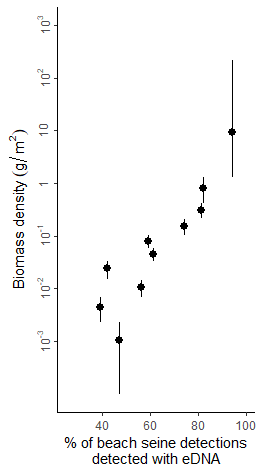 Biomass density (g/m²)
10³
10²
10
1
10⁻¹
10⁻²
10⁻³
40 60 80 100
% of beach seine detections
detected with eDNA